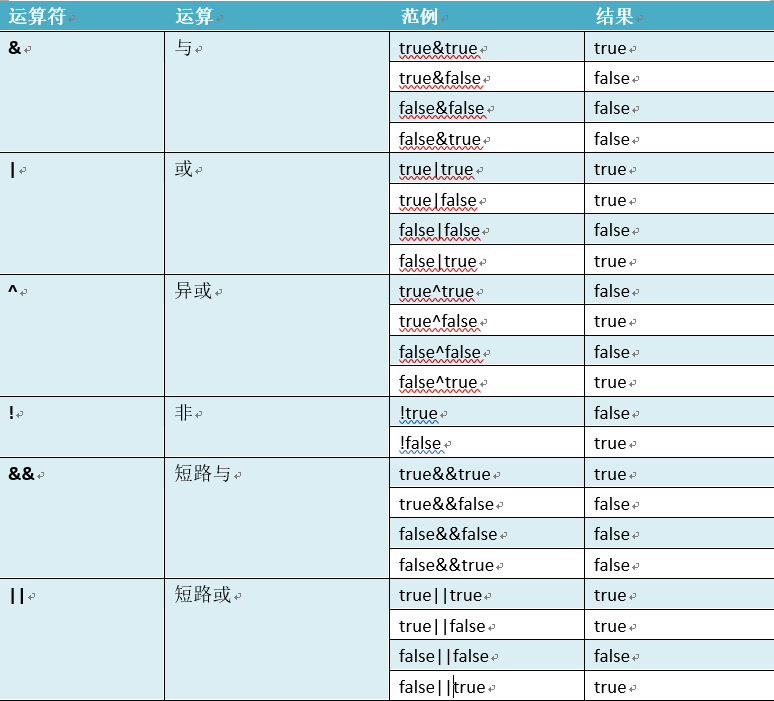 运算符 运算 范例 结果
& 与 true&true true
true&false false
false&false false
false&true false
| 或 true|true true
true|false true
false|false false
false|true true
^ 异或 true^true false
true^false true
false^false false
false^true true
! 非 !true false
!false true
&& 短路与 true&&true true
true&&false false
false&&false false
false&&true false
|| 短路或 true||true true
true||false true
false||false false
false||true true